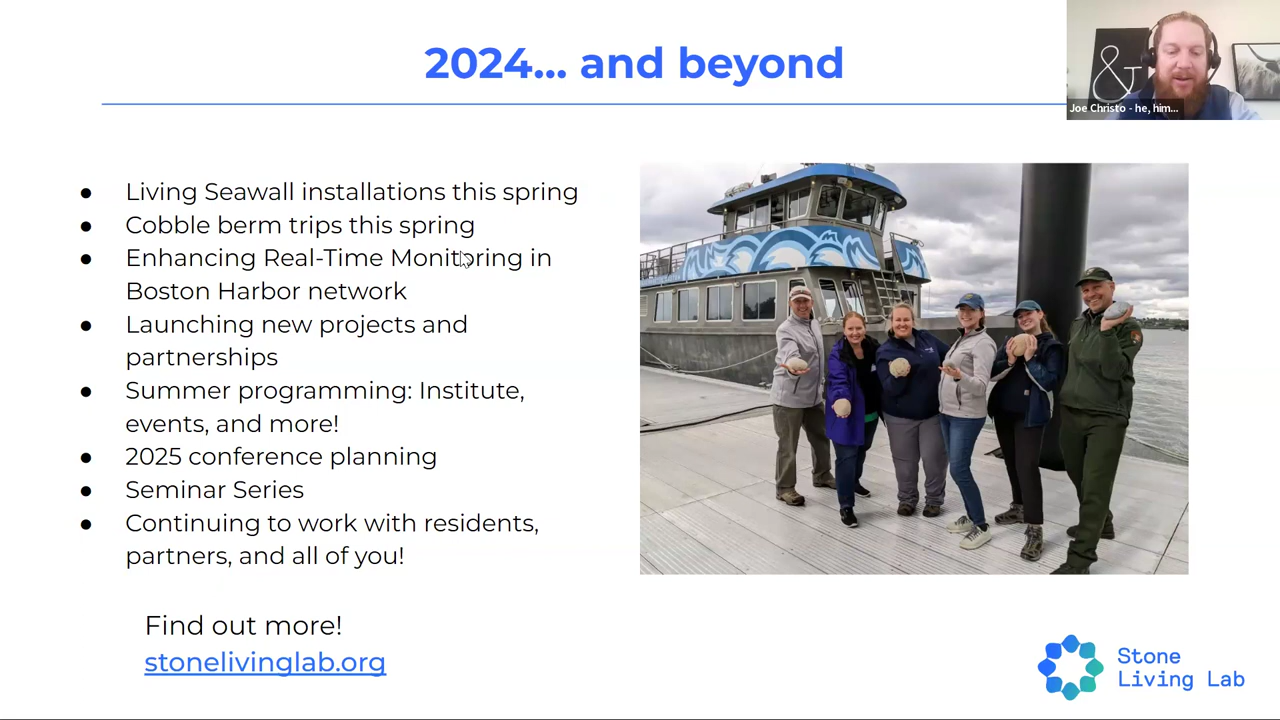 2024... and beyond
Joe Christo - he, him...
● Living Seawall installations this spring
● Cobble berm trips this spring
● Enhancing Real-Time Monitoring in
Boston Harbor network
● Launching new projects and
partnerships
● Summer programming: Institute,
events, and more!
● 2025 conference planning
● Seminar Series
● Continuing to work with residents,
partners, and all of you!
Find out more!
stonelivinglab.org
Stone
Living Lab
&